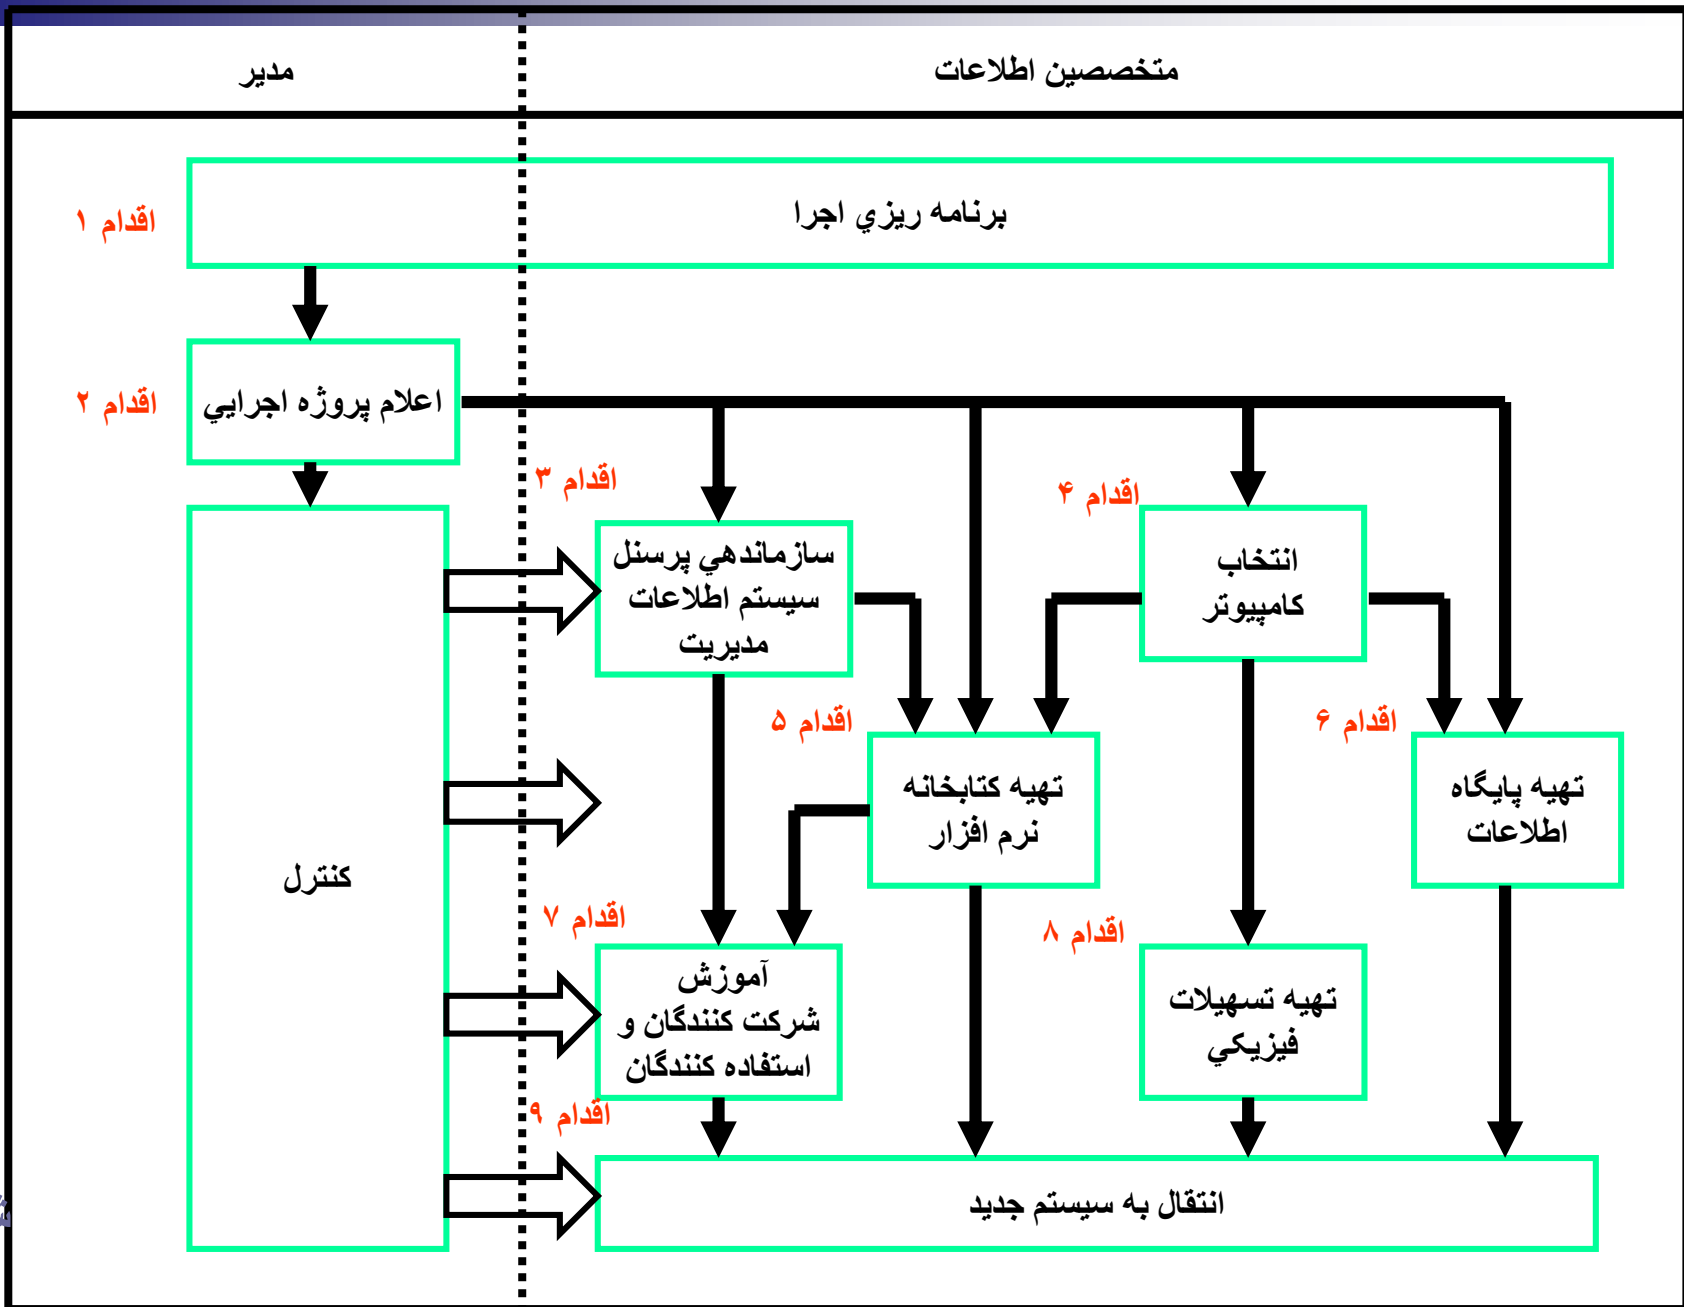 متخصصين اطلاعات
مدير
برنامه ريزي اجرا
اقدام ۱
اعلام پروژه اجرايي
اقدام ۲
اقدام ۳
سازماندهي پرسنل
سيستم اطلاعات
مديريت
اقدام ۴
انتخاب
كامپيوتر
اقدام ۵
تهيه كتابخانه
نرم افزار
اقدام ۶
تهيه پايگاه
اطلاعات
كنترل
اقدام ۷
آموزش
شركت كنندگان و
استفاده كنندگان
اقدام ۸
تهيه تسهيلات
فيزيكي
اقدام ۹
انتقال به سيستم جديد